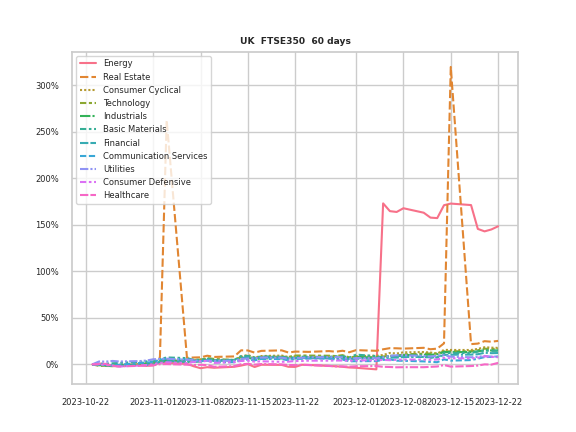 UK FTSE350 60 days
Energy
Real Estate
Consumer Cyclical
Technology
Industrials
Basic Materials
Financial
Communication Services
Utilities
Consumer Defensive
Healthcare
300%
250%
200%
150%
100%
50%
0%
2023-10-22 2023-11-01 2023-11-08 2023-11-15 2023-11-22 2023-12-01 2023-12-08 2023-12-15 2023-12-22